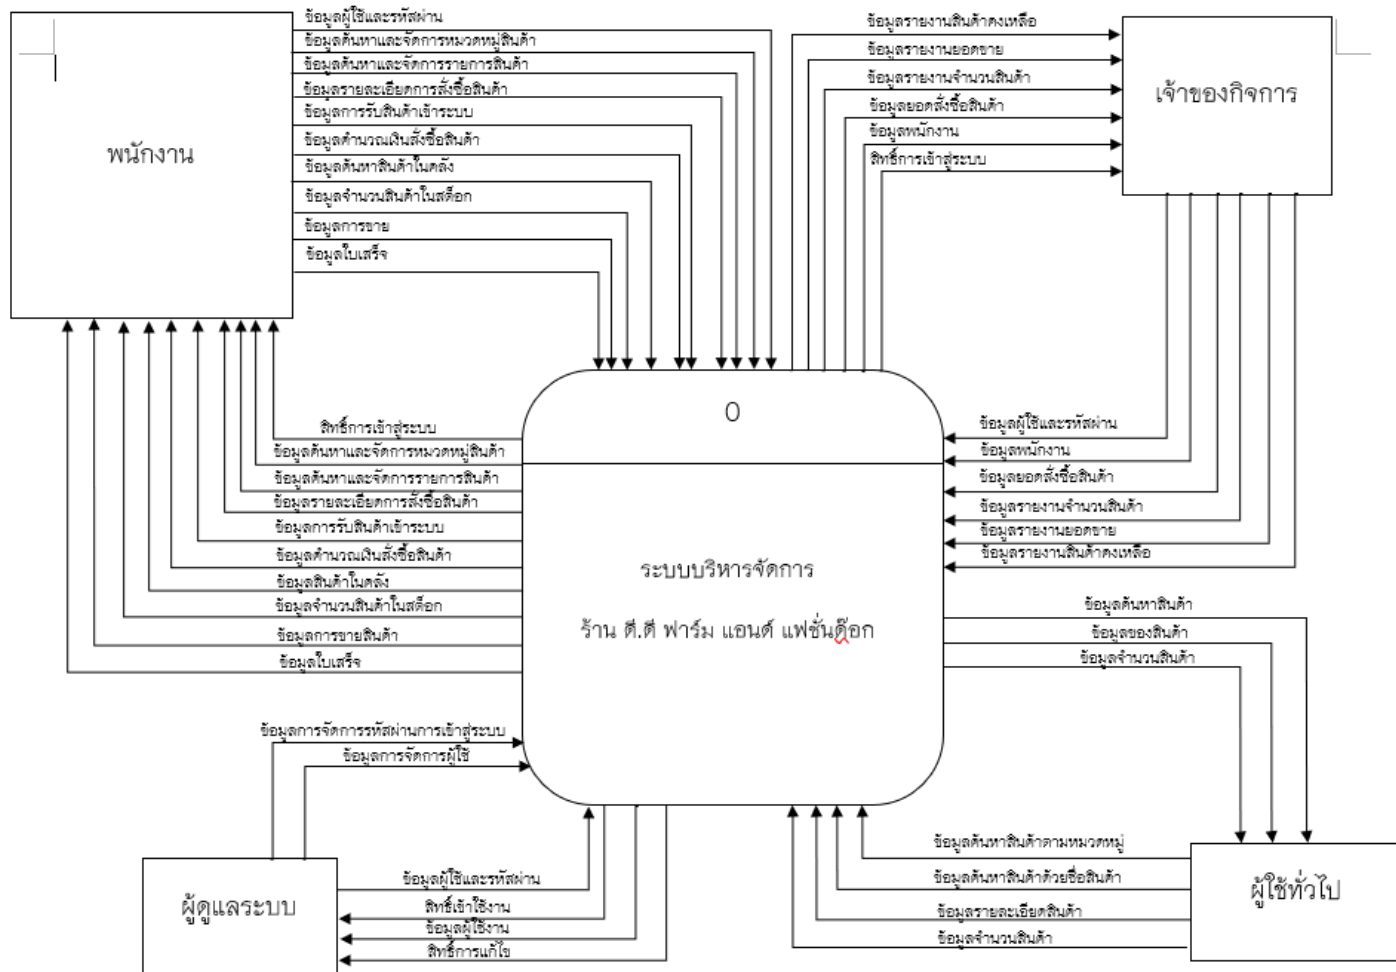 พนักงาน
ข้อมูลผู้ใช้และรหัสผ่าน
ข้อมูลค้นหาและจัดการหมวดหมู่สินค้า
ข้อมูลค้นหาและจัดการรายการสินค้า
ข้อมูลรายละเอียดการสั่งซื้อสินค้า
ข้อมูลการรับสินค้าเข้าระบบ
ข้อมูลคำนวณเงินสั่งซื้อสินค้า
ข้อมูลค้นหาสินค้าในคลัง
ข้อมูลจำนวนสินค้าในสต็อก
ข้อมูลการขาย
ข้อมูลใบเสร็จ
ข้อมูลรายงานสินค้าคงเหลือ
ข้อมูลรายงานยอดขาย
ข้อมูลรายงานจำนวนสินค้า
ข้อมูลยอดสั่งซื้อสินค้า
ข้อมูลพนักงาน
สิทธิ์การเข้าสู่ระบบ
เจ้าของกิจการ
สิทธิ์การเข้าสู่ระบบ
ข้อมูลค้นหาและจัดการหมวดหมู่สินค้า
ข้อมูลค้นหาและจัดการรายการสินค้า
ข้อมูลรายละเอียดการสั่งซื้อสินค้า
ข้อมูลการรับสินค้าเข้าระบบ
ข้อมูลคำนวณเงินสั่งซื้อสินค้า
ข้อมูลสินค้าในคลัง
ข้อมูลจำนวนสินค้าในสต็อก
ข้อมูลการขายสินค้า
ข้อมูลใบเสร็จ
0
ระบบบริหารจัดการ
ร้าน ดี.ดี ฟาร์ม แอนด์ แฟชั่นด๊อก
ข้อมูลผู้ใช้และรหัสผ่าน
ข้อมูลพนักงาน
ข้อมูลยอดสั่งซื้อสินค้า
ข้อมูลรายงานจำนวนสินค้า
ข้อมูลรายงานยอดขาย
ข้อมูลรายงานสินค้าคงเหลือ
ข้อมูลค้นหาสินค้า
ข้อมูลของสินค้า
ข้อมูลจำนวนสินค้า
ข้อมูลการจัดการรหัสผ่านการเข้าสู่ระบบ
ข้อมูลการจัดการผู้ใช้
ผู้ดูแลระบบ
ข้อมูลผู้ใช้และรหัสผ่าน
สิทธิ์เข้าใช้งาน
ข้อมูลผู้ใช้งาน
สิทธิ์การแก้ไข
ข้อมูลค้นหาสินค้าตามหมวดหมู่
ข้อมูลค้นหาสินค้าด้วยชื่อสินค้า
ข้อมูลรายละเอียดสินค้า
ข้อมูลจำนวนสินค้า
ผู้ใช้ทั่วไป